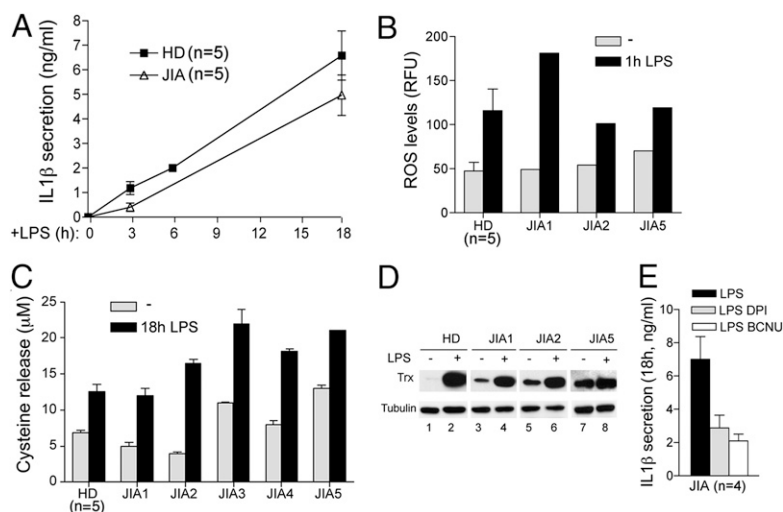 A
IL1β secretion (ng/ml)
8
7
6
5
4
3
2
1
0
HD (n=5)
JIA (n=5)
+LPS (h): 0 3 6 9 12 15 18
B
ROS levels (RFU)
200
150
100
50
0
-
1h LPS
HD JIA1 JIA2 JIA5
(n=5)
C
Cysteine release (μM)
25
20
15
10
5
0
-
18h LPS
HD JIA1 JIA2 JIA3 JIA4 JIA5
(n=5)
D
HD JIA1 JIA2 JIA5
LPS - + - + - + - +
Trx
Tubulin
1 2 3 4 5 6 7 8
E
LPS
LPS DPI
LPS BCNU
IL1β secretion (18h, ng/ml)
10
8
6
4
2
0
JIA (n=4)